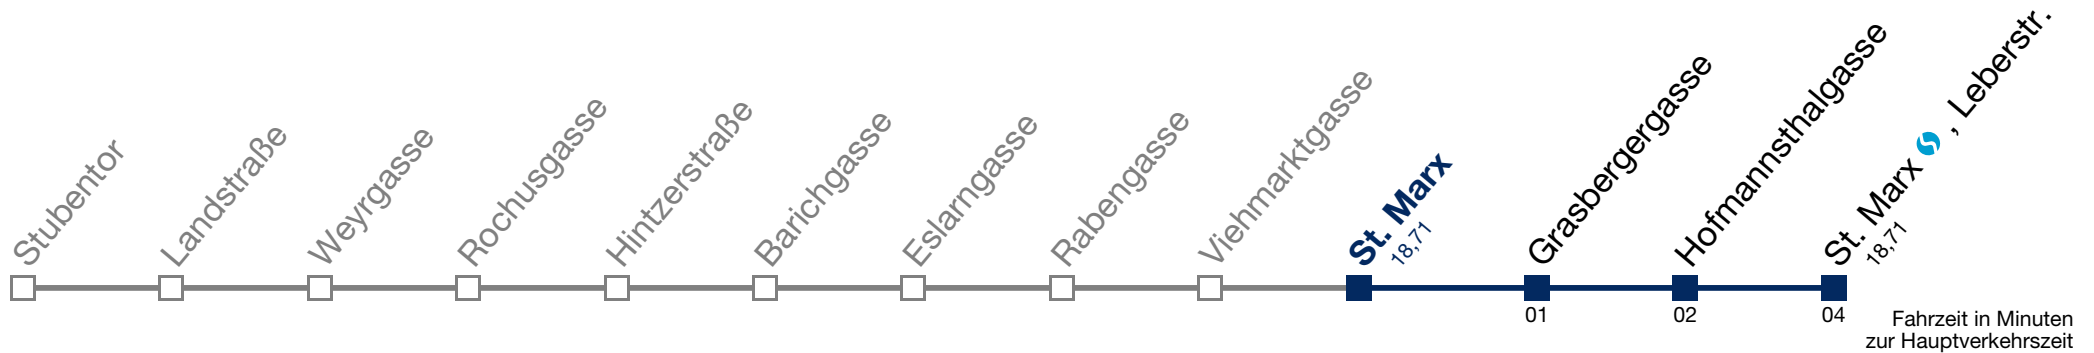 Stubentor
Landstraße
Weyrgasse
Rochusgasse
Hintzerstraße
Barichgasse
Eslarngasse
Rabengasse
Viehmarktgasse
St. Marx
18,71
Grasbergergasse
Hofmannsthalgasse
St. Marx , Leberstr.
18,71
01
02
04
Fahrzeit in Minuten
zur Hauptverkehrszeit